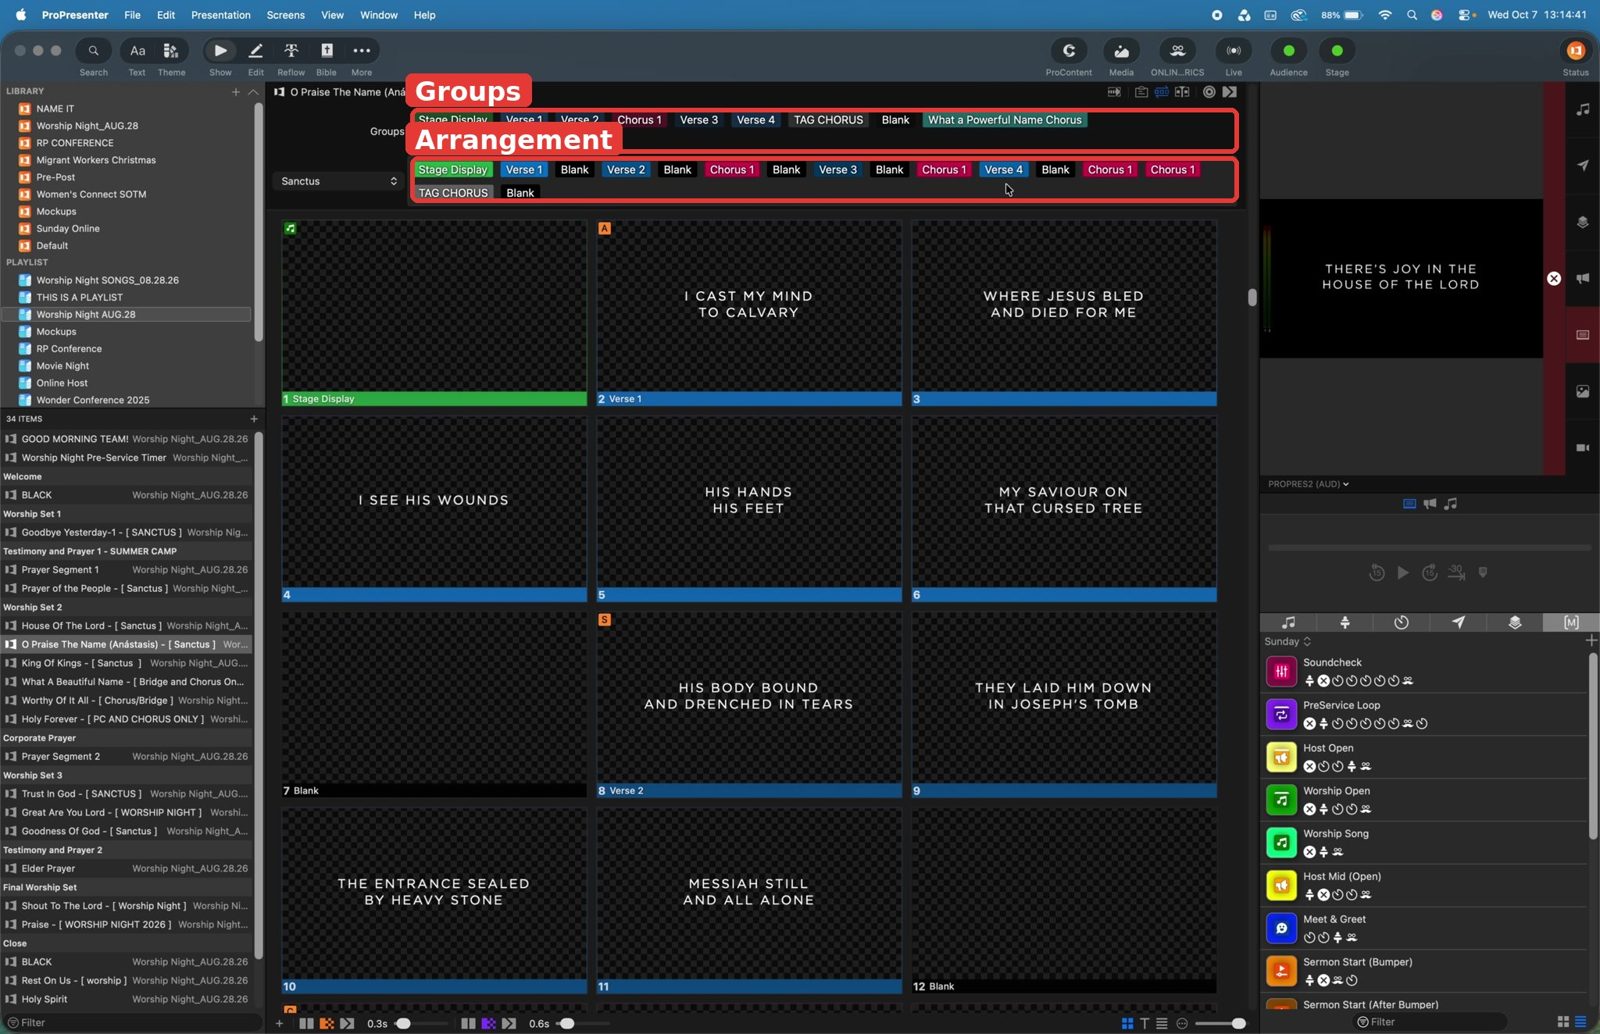 ProPresenter File Edit Presentation Screens View Window Help
88% Wed Oct 7 13:14:41
Search Text Theme Show Edit Reflow Bible More
ProContent Media ONLIN...RICS Live Audience Stage Status
LIBRARY
NAME IT
Worship Night_AUG.28
RP CONFERENCE
Migrant Workers Christmas
Pre-Post
Women's Connect SOTM
Mockups
Sunday Online
Default
PLAYLIST
Worship Night SONGS_08.28.26
THIS IS A PLAYLIST
Worship Night AUG.28
Mockups
RP Conference
Movie Night
Online Host
Wonder Conference 2025
34 ITEMS
GOOD MORNING TEAM! Worship Night_AUG.28.26
Worship Night Pre-Service Timer Worship Night_...
Welcome
BLACK Worship Night_AUG.28.26
Worship Set 1
Goodbye Yesterday-1 - [ SANCTUS ] Worship Nig...
Testimony and Prayer 1 - SUMMER CAMP
Prayer Segment 1 Worship Night_AUG.28.26
Prayer of the People - [ Sanctus ] Worship Night...
Worship Set 2
House Of The Lord - [ Sanctus ] Worship Night_A...
O Praise The Name (Anástasis) - [ Sanctus ] Wor...
King Of Kings - [ Sanctus ] Worship Night_AUG....
What A Beautiful Name - [ Bridge and Chorus On...
Worthy Of It All - [ Chorus/Bridge ] Worship Night...
Holy Forever - [ PC AND CHORUS ONLY ] Worshi...
Corporate Prayer
Prayer Segment 2 Worship Night_AUG.28.26
Worship Set 3
Trust In God - [ SANCTUS ] Worship Night_AUG...
Great Are You Lord - [ WORSHIP NIGHT ] Worshi...
Goodness Of God - [ Sanctus ] Worship Night_A...
Testimony and Prayer 2
Elder Prayer Worship Night_AUG.28.26
Final Worship Set
Shout To The Lord - [ Worship Night ] Worship Ni...
Praise - [ WORSHIP NIGHT 2026 ] Worship Night...
Close
BLACK Worship Night_AUG.28.26
Rest On Us - [ worship ] Worship Night_AUG.28.26
Holy Spirit Worship Night_AUG.28.26
Filter
O Praise The Name (Aná
Groups
Groups
Stage Display Verse 1 Verse 2 Chorus 1 Verse 3 Verse 4 TAG CHORUS Blank What a Powerful Name Chorus
Arrangement
Sanctus
Stage Display Verse 1 Blank Verse 2 Blank Chorus 1 Blank Verse 3 Blank Chorus 1 Verse 4 Blank Chorus 1 Chorus 1
TAG CHORUS Blank
1 Stage Display
A
I CAST MY MIND
TO CALVARY
2 Verse 1
WHERE JESUS BLED
AND DIED FOR ME
3
I SEE HIS WOUNDS
4
HIS HANDS
HIS FEET
5
MY SAVIOUR ON
THAT CURSED TREE
6
7 Blank
S
HIS BODY BOUND
AND DRENCHED IN TEARS
8 Verse 2
THEY LAID HIM DOWN
IN JOSEPH'S TOMB
9
THE ENTRANCE SEALED
BY HEAVY STONE
10
MESSIAH STILL
AND ALL ALONE
11
12 Blank
0.3s 0.6s
THERE'S JOY IN THE
HOUSE OF THE LORD
PROPRES2 (AUD)
15 15 -30
[M]
Sunday
Soundcheck
PreService Loop
Host Open
Worship Open
Worship Song
Host Mid (Open)
Meet & Greet
Sermon Start (Bumper)
Sermon Start (After Bumper)
Filter